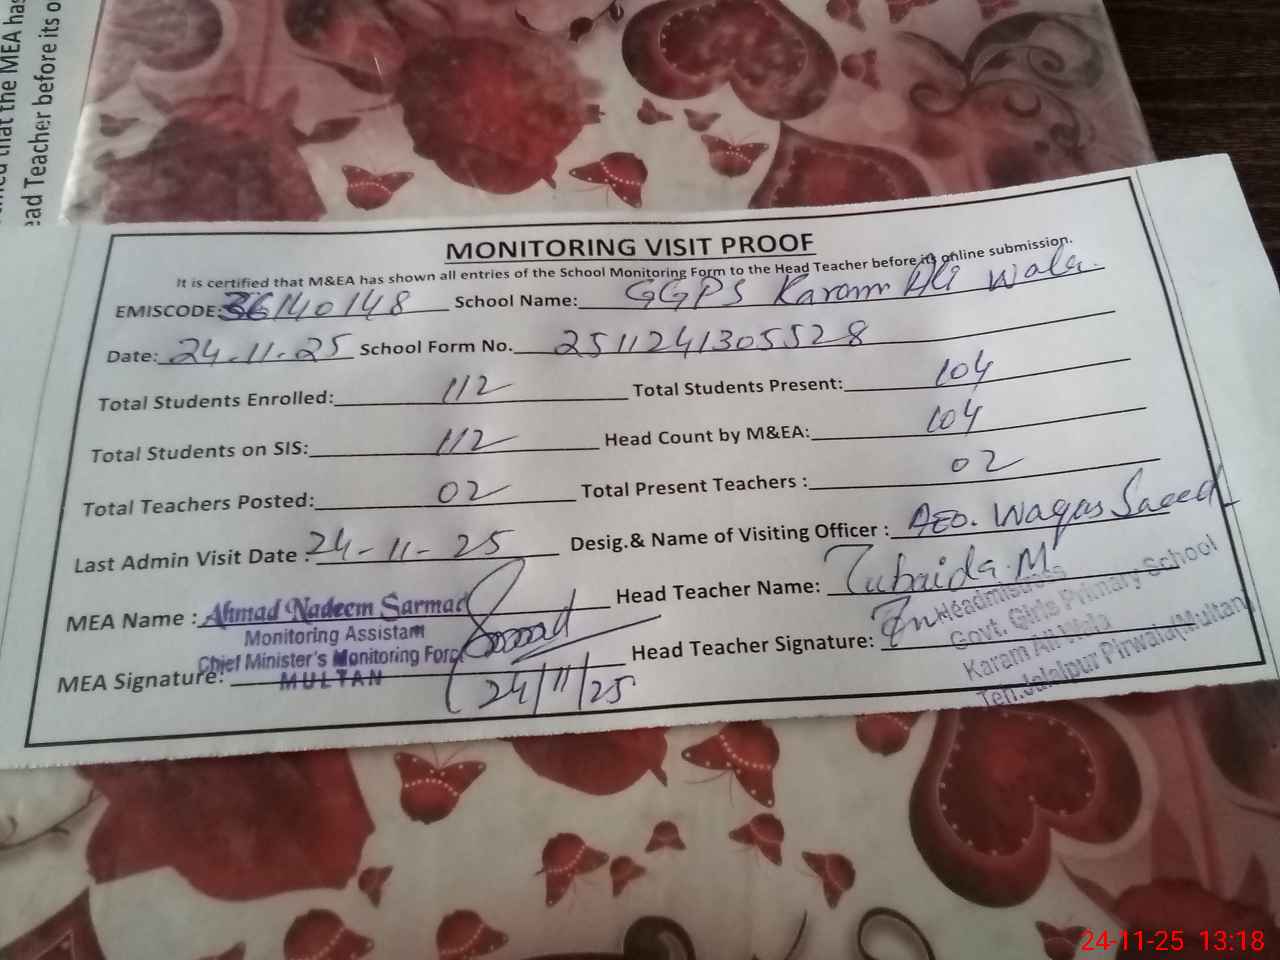 ned that the MEA has
ead Teacher before its o
MONITORING VISIT PROOF
It is certified that M&EA has shown all entries of the School Monitoring Form to the Head Teacher before its online submission.
EMISCODE: 36140148 School Name: GGPS Karam Ali Wala
Date: 24-11-25 School Form No. 2511241305528
Total Students Enrolled: 112 Total Students Present: 104
Total Students on SIS: 112 Head Count by M&EA: 104
Total Teachers Posted: 02 Total Present Teachers : 02
Last Admin Visit Date : 24-11-25 Desig.& Name of Visiting Officer : AEO. Waqas Saeed
MEA Name : Ahmad Nadeem Sarmad Head Teacher Name: Zubaida. M
Monitoring Assistant
Chief Minister's Monitoring Force
MEA Signature: MULTAN 24/11/25 Head Teacher Signature:
Headmistress
Govt. Girls Primary School
Karam Ali Wala
Teh. Jalalpur Pirwala(Multan)
24-11-25 13:18